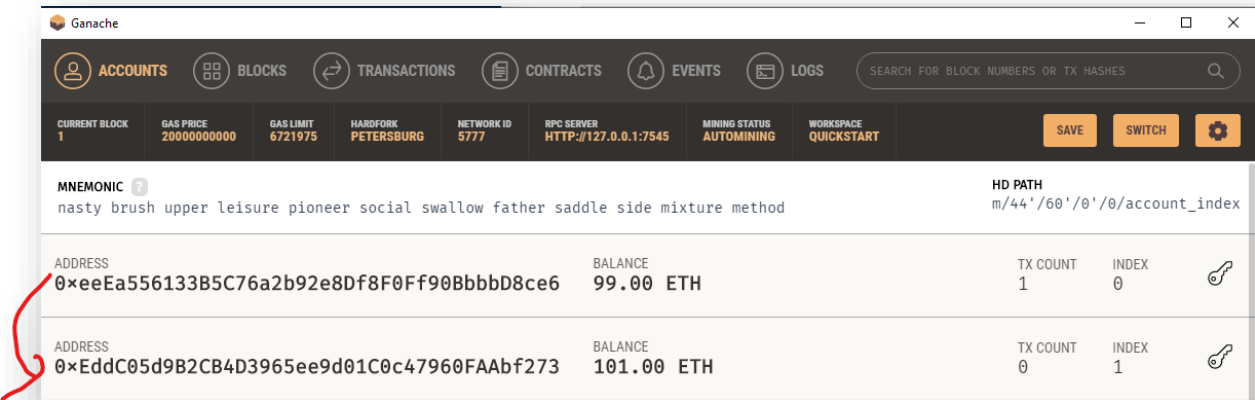 Ganache
ACCOUNTS BLOCKS TRANSACTIONS CONTRACTS EVENTS LOGS SEARCH FOR BLOCK NUMBERS OR TX HASHES
CURRENT BLOCK GAS PRICE GAS LIMIT HARDFORK NETWORK ID RPC SERVER MINING STATUS WORKSPACE
1 20000000000 6721975 PETERSBURG 5777 HTTP://127.0.0.1:7545 AUTOMINING QUICKSTART
SAVE SWITCH
MNEMONIC ? HD PATH
nasty brush upper leisure pioneer social swallow father saddle side mixture method m/44'/60'/0'/0/account_index
ADDRESS BALANCE TX COUNT INDEX
0×eeEa556133B5C76a2b92e8Df8F0Ff90BbbbD8ce6 99.00 ETH 1 0
ADDRESS BALANCE TX COUNT INDEX
0×EddC05d9B2CB4D3965ee9d01C0c47960FAAbf273 101.00 ETH 0 1